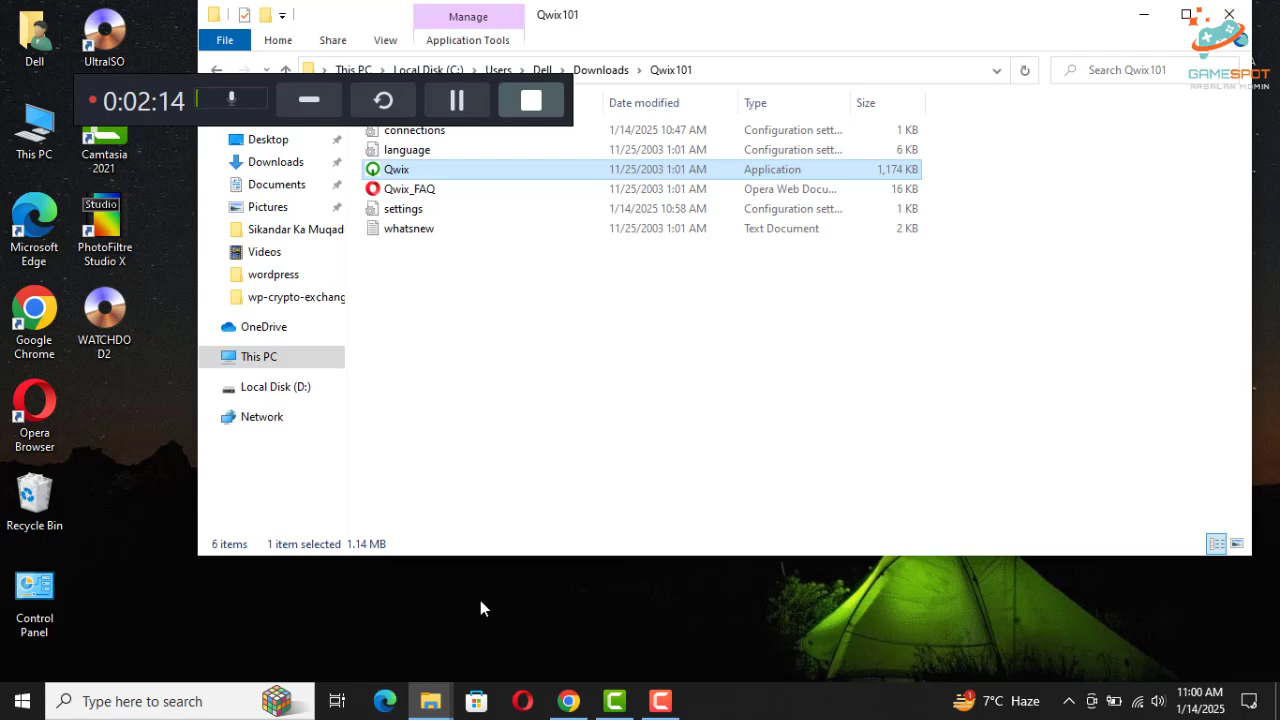 Manage
Qwix101
File
Home
Share
View
Application Tools
This PC
Local Disk (C:)
Users
Dell
Downloads
Qwix101
Search Qwix101
GAMESPOT
ARSALAN MOMIN
0:02:14
Date modified
Type
Size
connections 1/14/2025 10:47 AM Configuration sett... 1 KB
language 11/25/2003 1:01 AM Configuration sett... 6 KB
Qwix 11/25/2003 1:01 AM Application 1,174 KB
Qwix_FAQ 11/25/2003 1:01 AM Opera Web Docu... 16 KB
settings 1/14/2025 10:58 AM Configuration sett... 1 KB
whatsnew 11/25/2003 1:01 AM Text Document 2 KB
Desktop
Downloads
Documents
Pictures
Sikandar Ka Muqad
Videos
wordpress
wp-crypto-exchang
OneDrive
This PC
Local Disk (D:)
Network
6 items
1 item selected 1.14 MB
Dell
UltraISO
This PC
Camtasia
2021
Microsoft
Edge
Studio
PhotoFiltre
Studio X
Google
Chrome
WATCHDO
D2
Opera
Browser
Recycle Bin
Control
Panel
Type here to search
1
7°C Haze
11:00 AM
1/14/2025